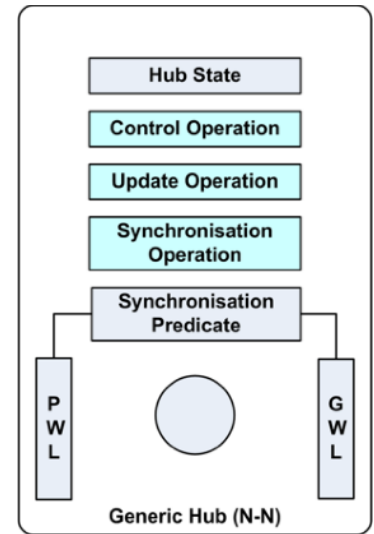 Hub State
Control Operation
Update Operation
Synchronisation
Operation
Synchronisation
Predicate
P
W
L
G
W
L
Generic Hub (N-N)